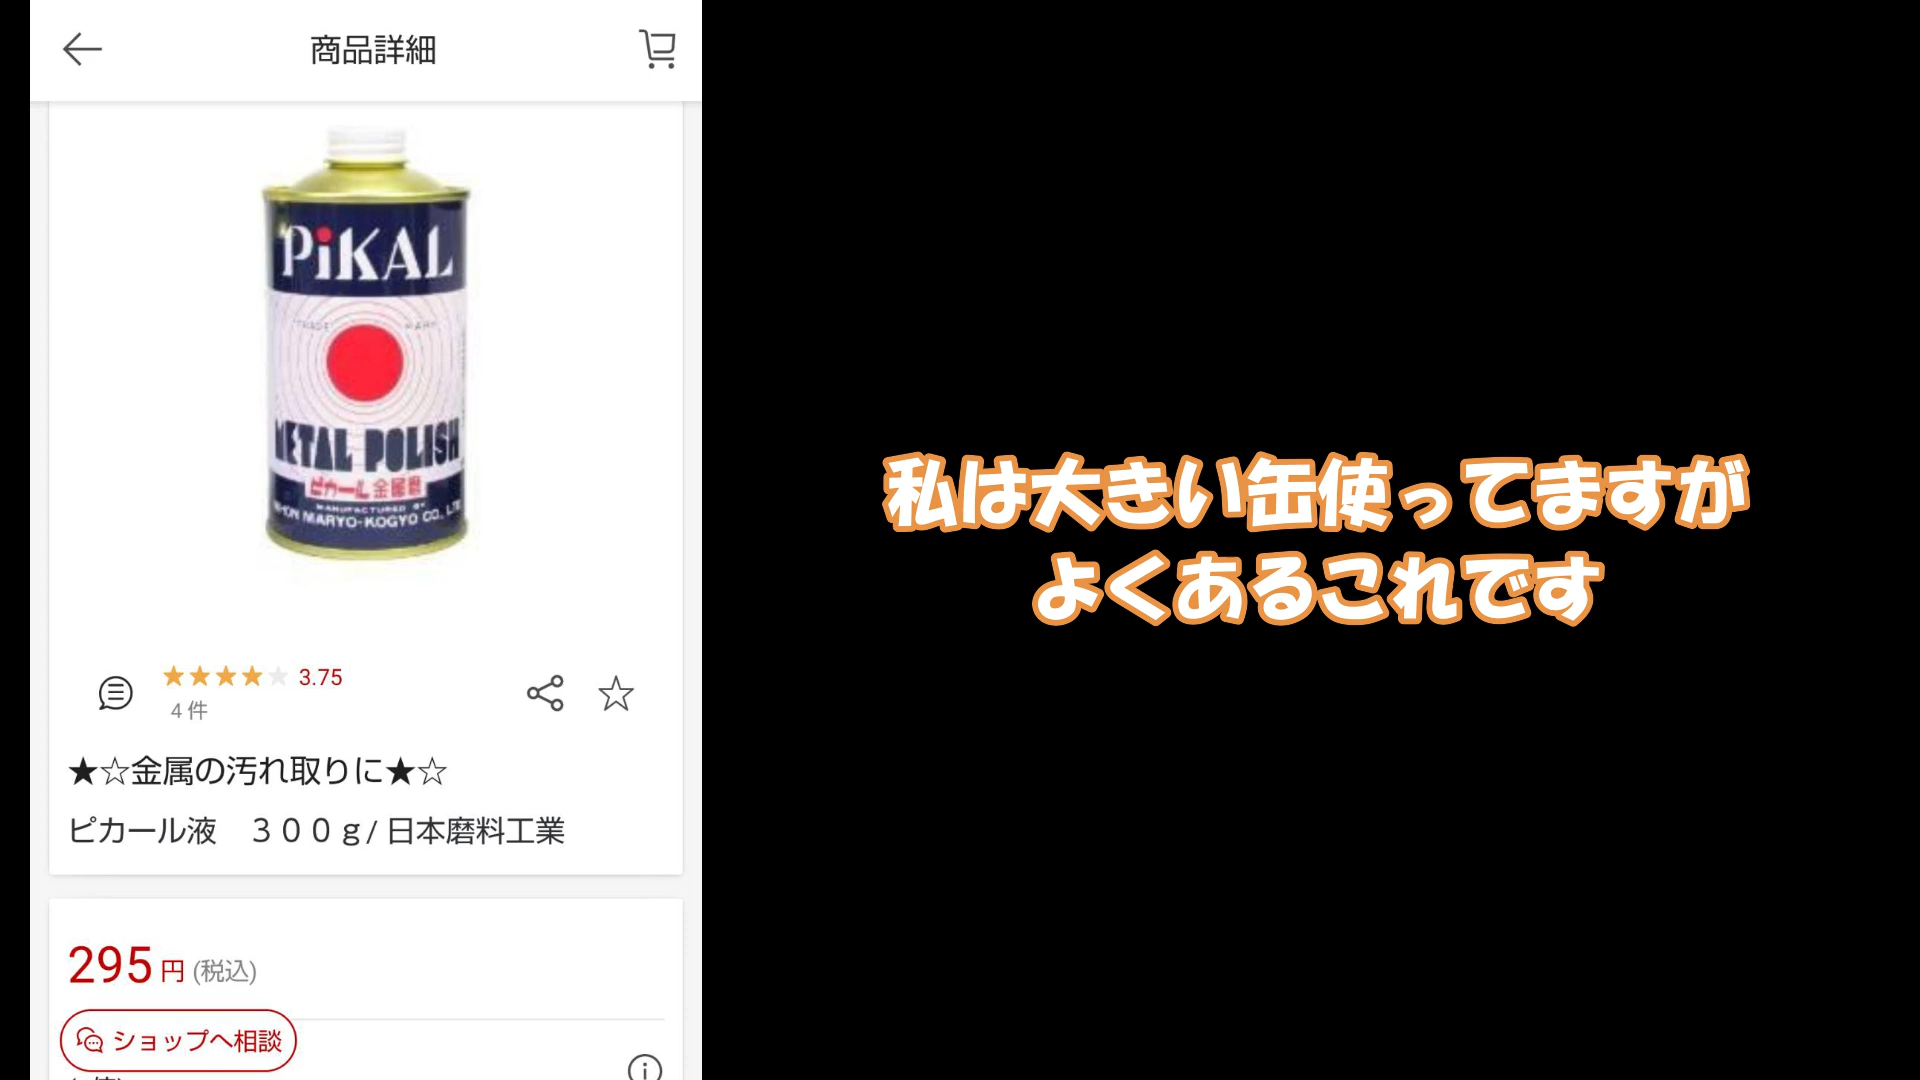 商品詳細
PiKAL
METAL POLISH
ピカール金属磨
MANUFACTURED BY
MARYO-KOGYO CO., LTD
3.75
4 件
★☆金属の汚れ取りに★☆
ピカール液　３００ｇ/ 日本磨料工業
295 円 (税込)
ショップへ相談
私は大きい缶使ってますが
よくあるこれです